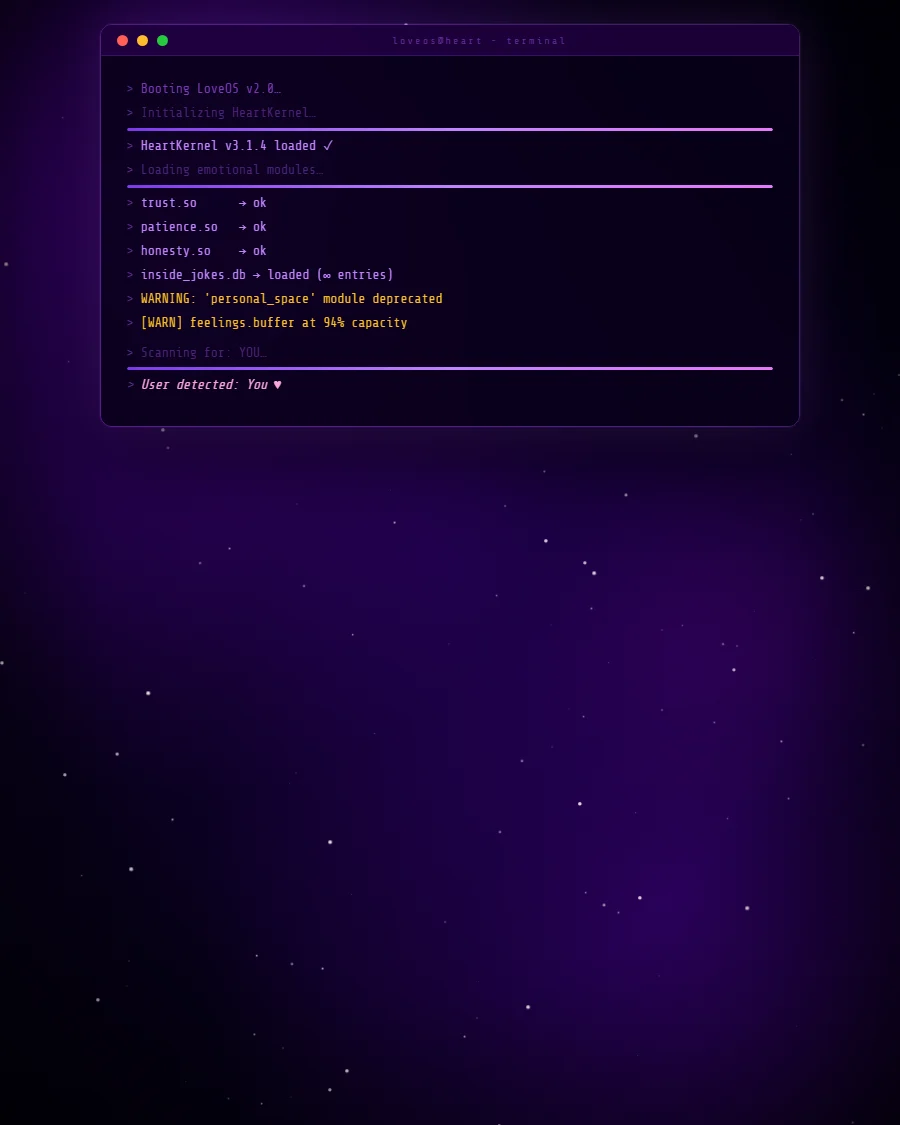 loveos@heart — terminal
> Booting LoveOS v2.0…
> Initializing HeartKernel…
> HeartKernel v3.1.4 loaded ✓
> Loading emotional modules…
> trust.so → ok
> patience.so → ok
> honesty.so → ok
> inside_jokes.db → loaded (∞ entries)
> WARNING: 'personal_space' module deprecated
> [WARN] feelings.buffer at 94% capacity
> Scanning for: YOU…
> User detected: You ♥